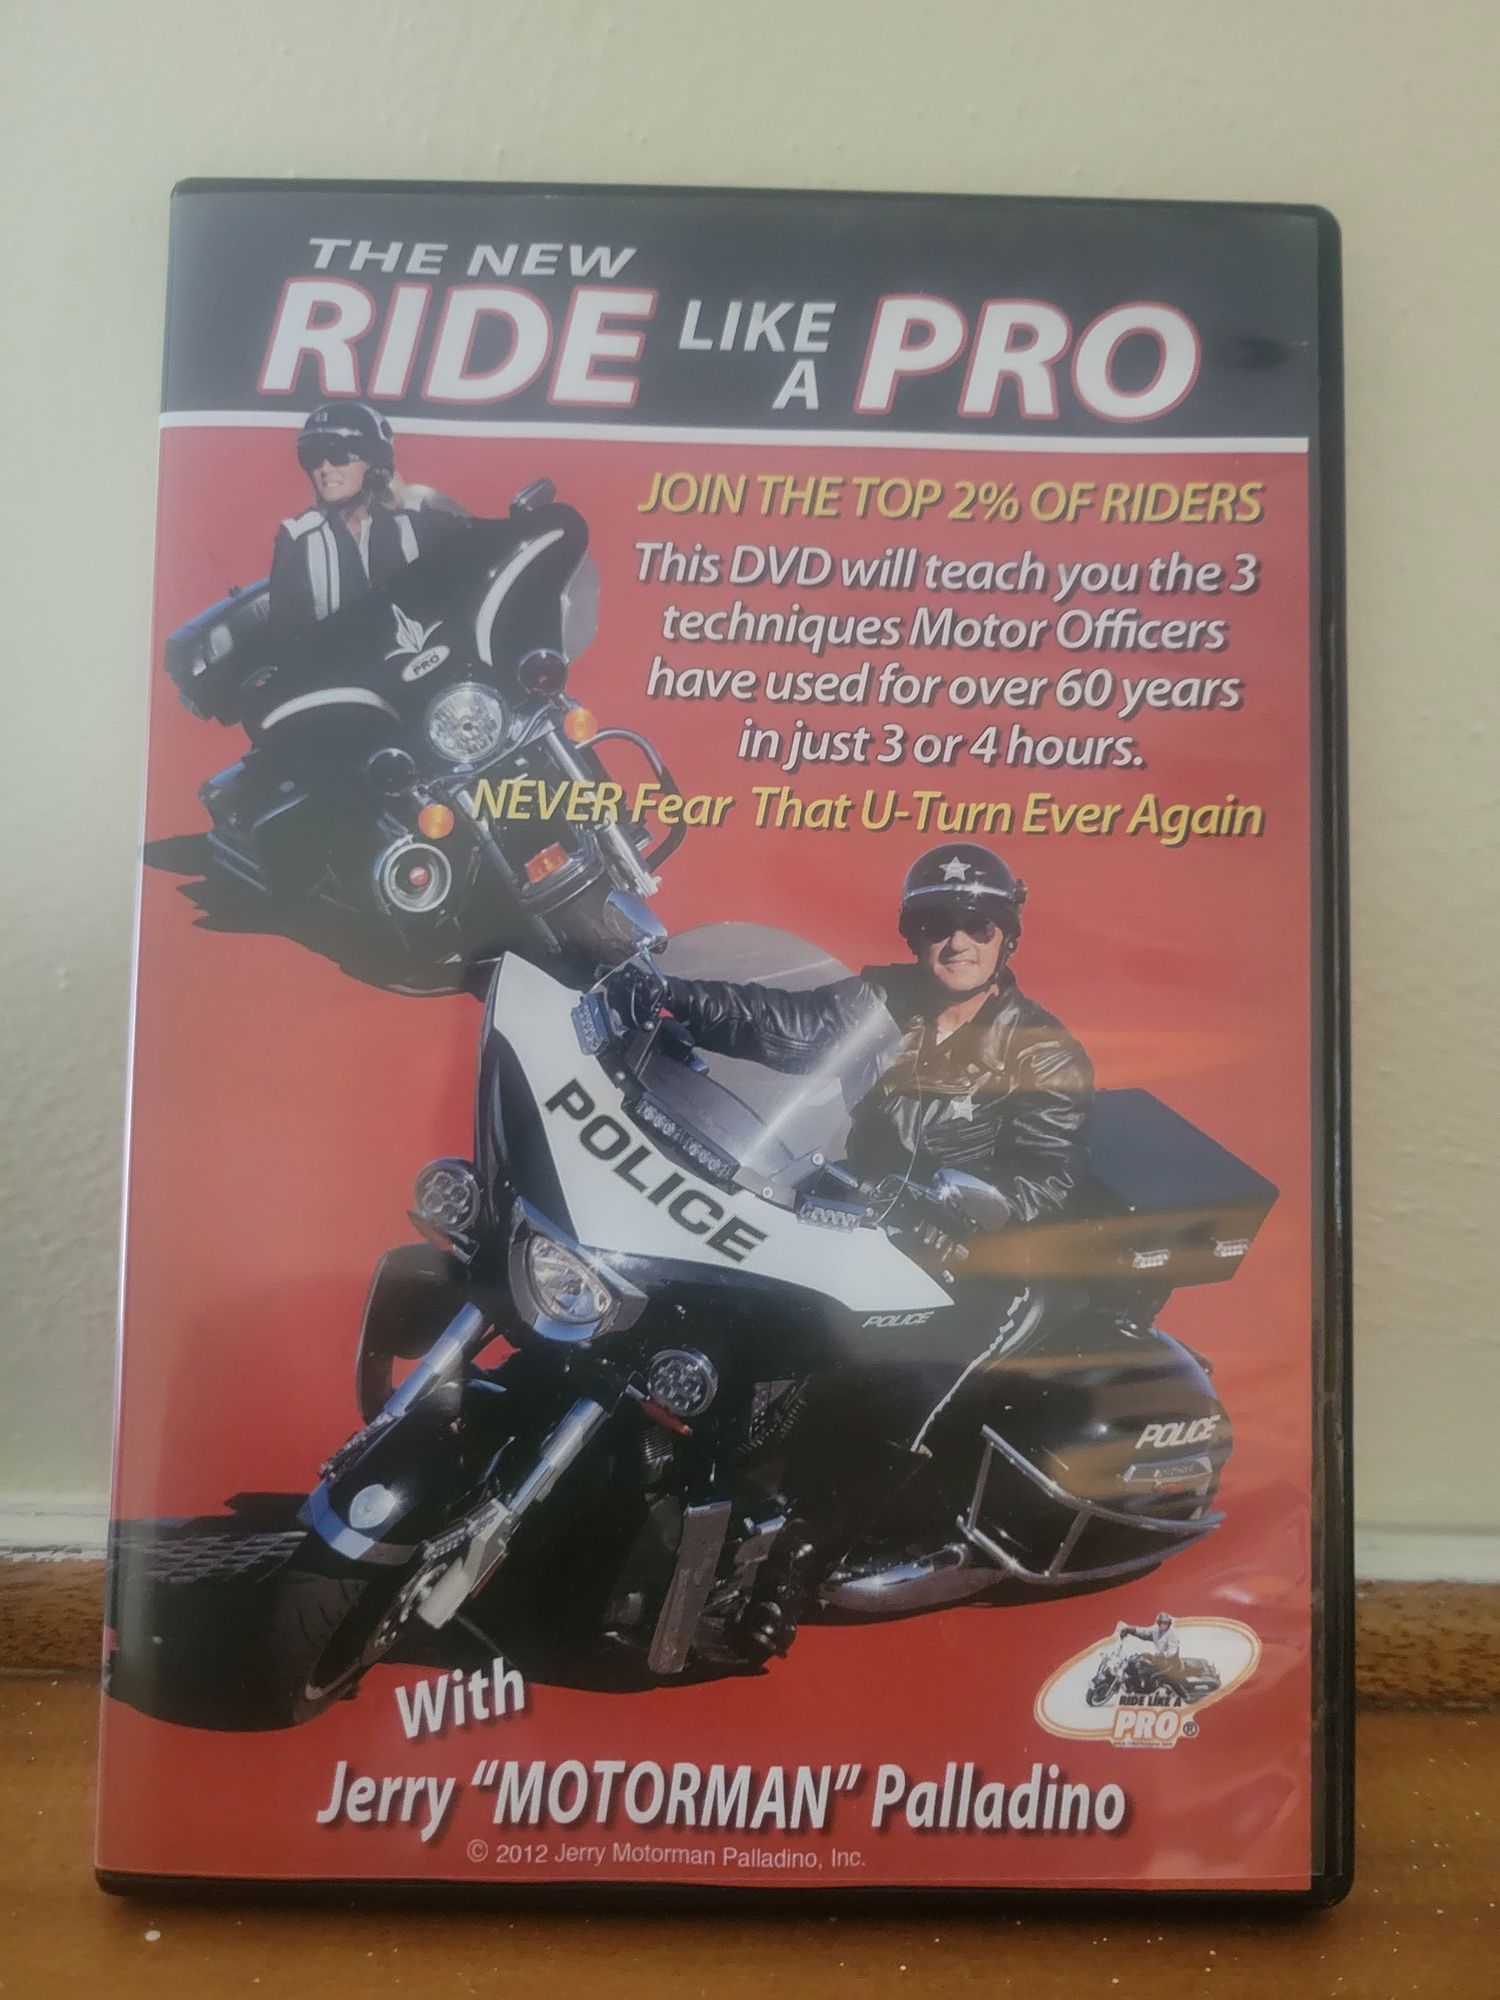 THE NEW
RIDE LIKE A PRO
JOIN THE TOP 2% OF RIDERS
This DVD will teach you the 3
techniques Motor Officers
have used for over 60 years
in just 3 or 4 hours.
NEVER Fear That U-Turn Ever Again
PRO
POLICE
POLICE
POLICE
With
Jerry "MOTORMAN" Palladino
© 2012 Jerry Motorman Palladino, Inc.
RIDE LIKE A
PRO®